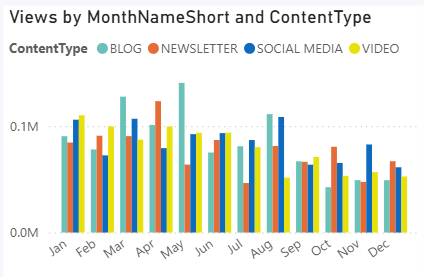 Views by MonthNameShort and ContentType
ContentType BLOG NEWSLETTER SOCIAL MEDIA VIDEO
0.1M
0.0M
Jan Feb Mar Apr May Jun Jul Aug Sep Oct Nov Dec